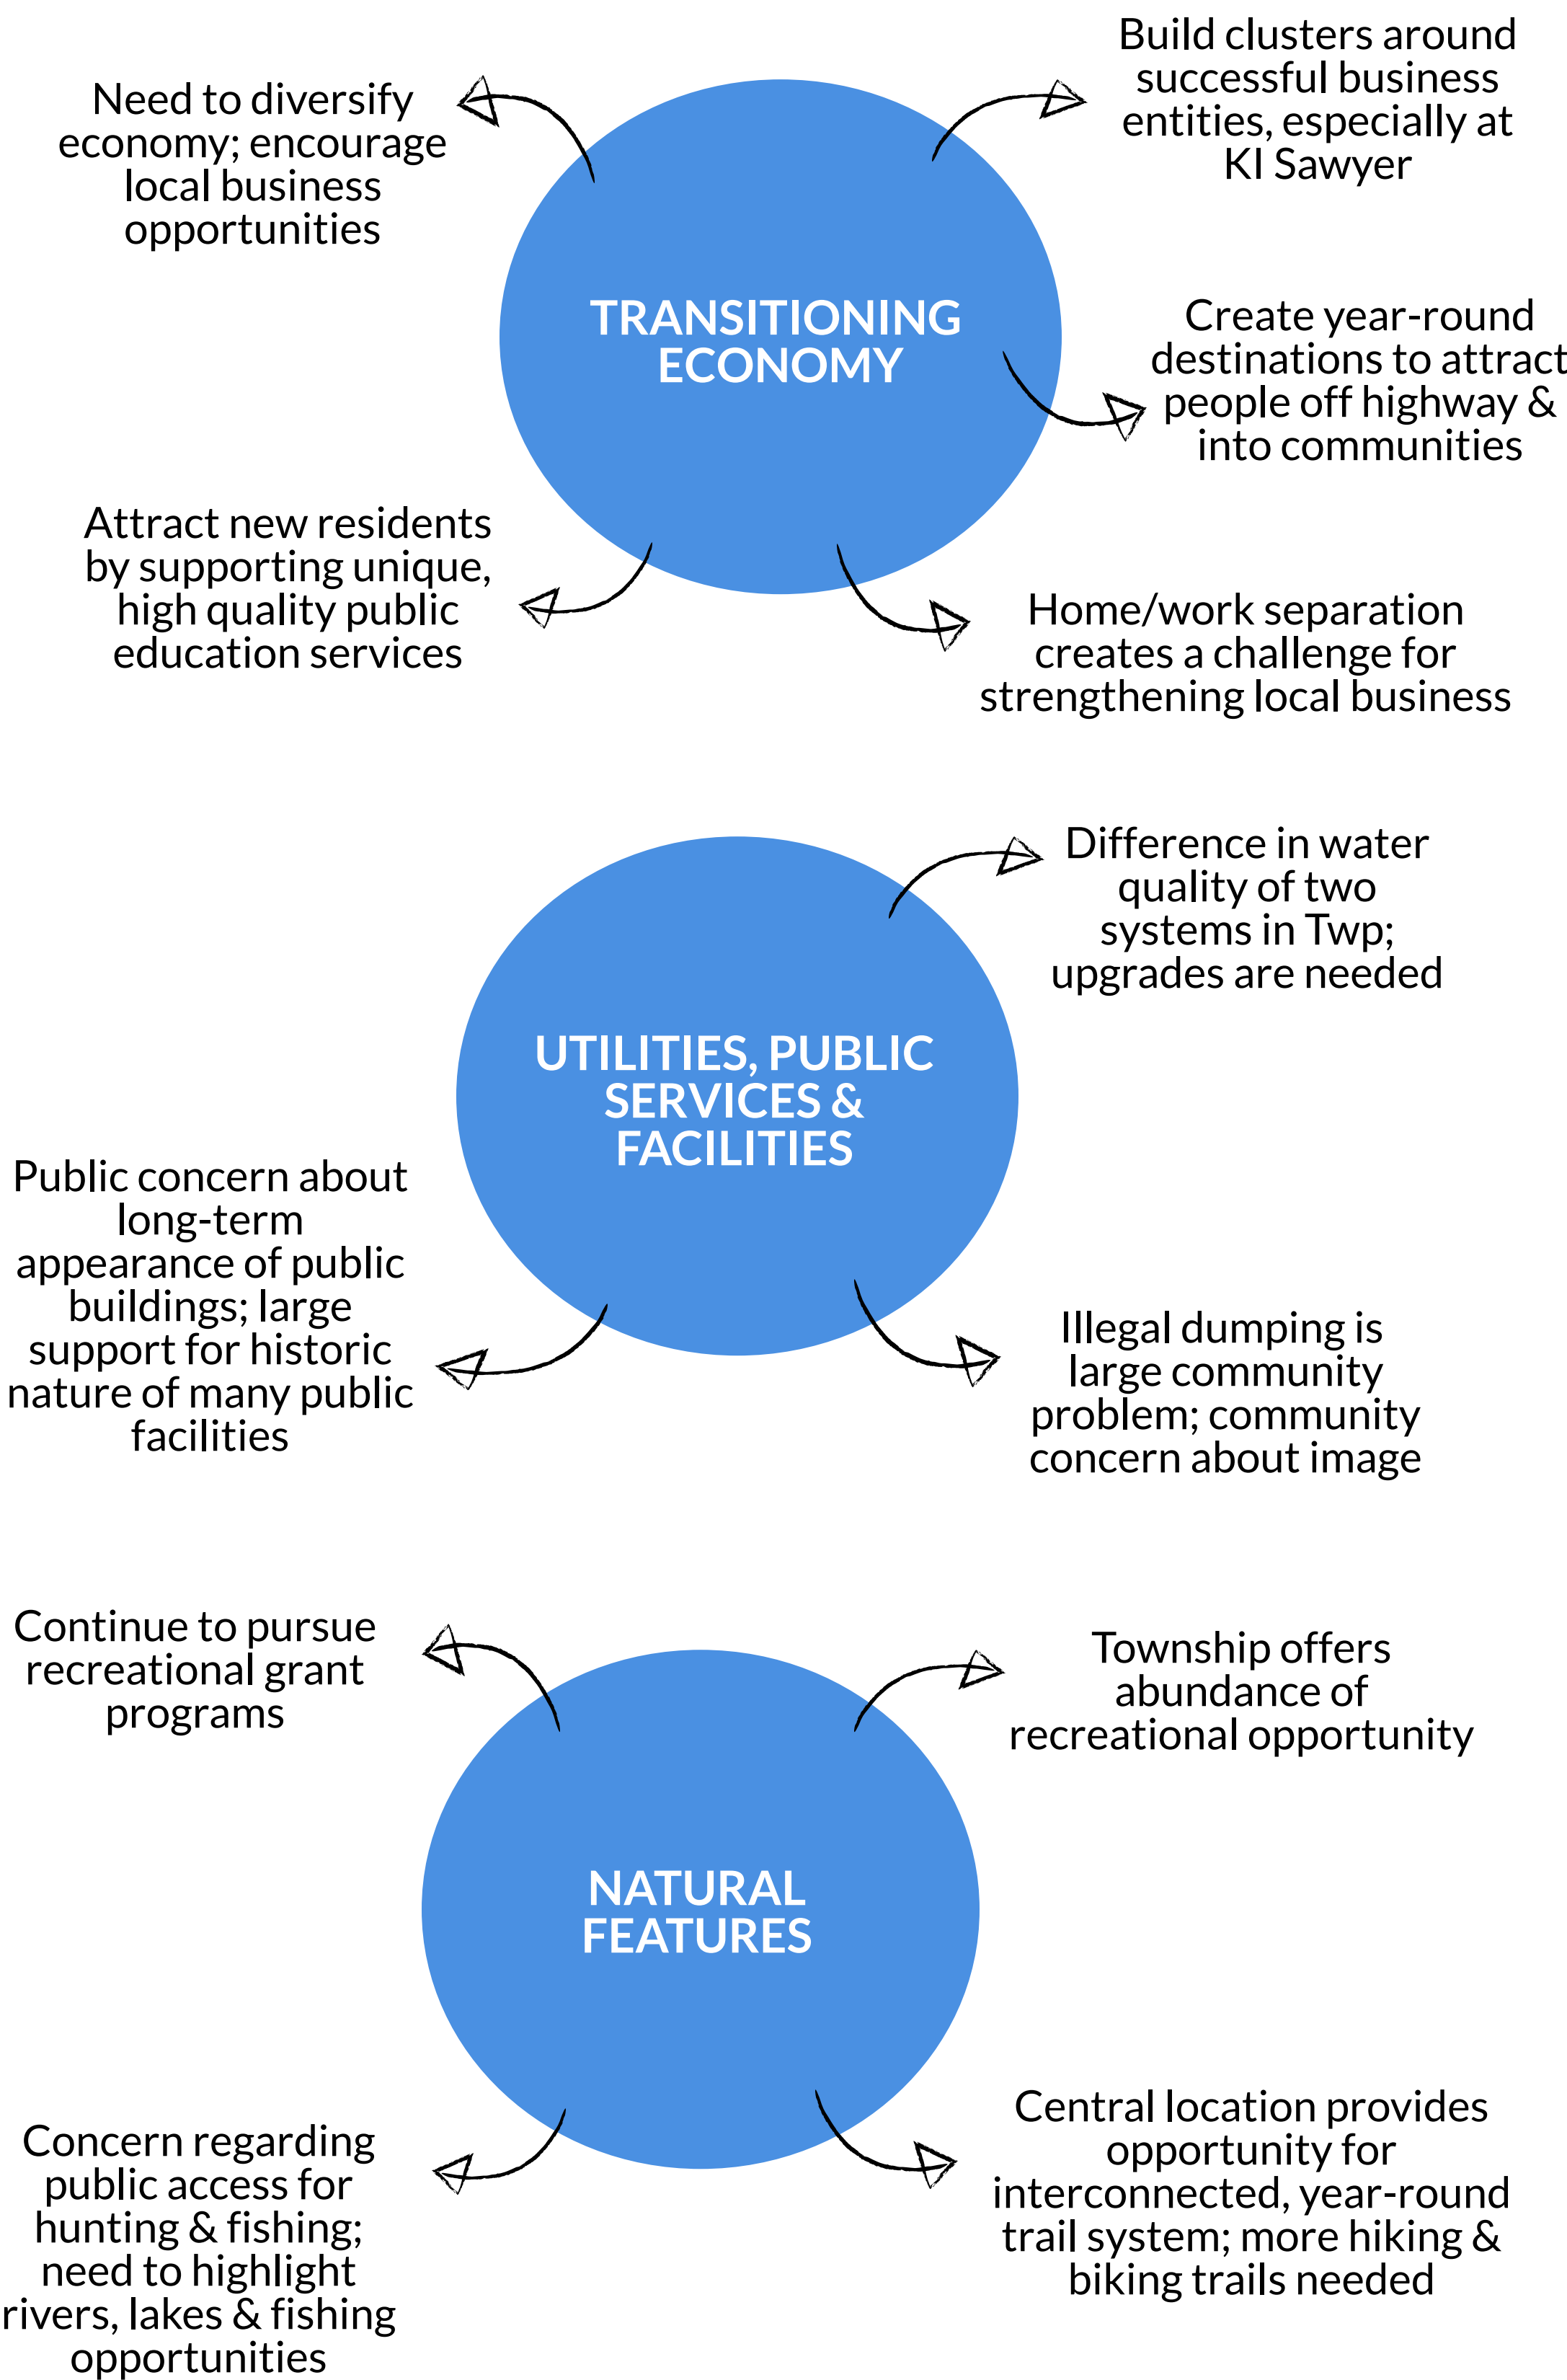 Need to diversify
economy; encourage
local business
opportunities
Build clusters around
successful business
entities, especially at
KI Sawyer
TRANSITIONING
ECONOMY
Create year-round
destinations to attract
people off highway &
into communities
Attract new residents
by supporting unique,
high quality public
education services
Home/work separation
creates a challenge for
strengthening local business
Difference in water
quality of two
systems in Twp;
upgrades are needed
UTILITIES, PUBLIC
SERVICES &
FACILITIES
Public concern about
long-term
appearance of public
buildings; large
support for historic
nature of many public
facilities
Illegal dumping is
large community
problem; community
concern about image
Continue to pursue
recreational grant
programs
Township offers
abundance of
recreational opportunity
NATURAL
FEATURES
Concern regarding
public access for
hunting & fishing;
need to highlight
rivers, lakes & fishing
opportunities
Central location provides
opportunity for
interconnected, year-round
trail system; more hiking &
biking trails needed